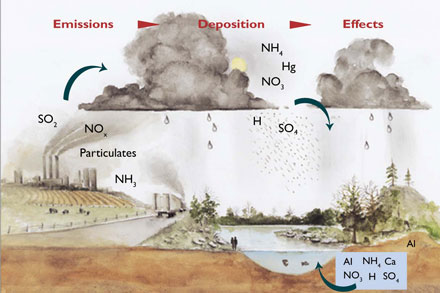 Emissions Deposition Effects
NH4
Hg
NO3
SO2
NOx
H
SO4
Particulates
NH3
Al
Al NH4 Ca
NO3 H SO4